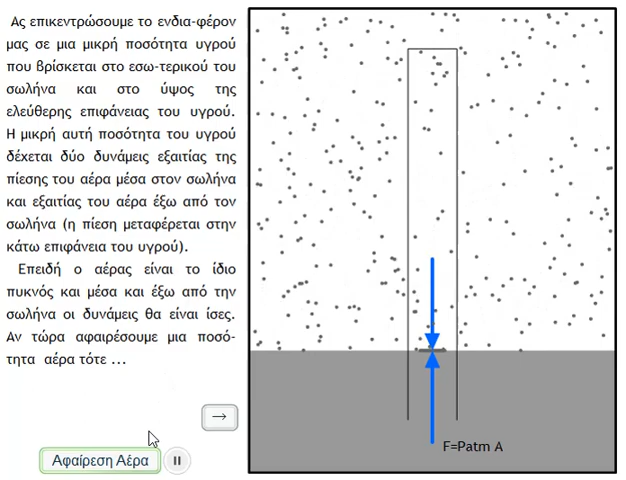 Ας επικεντρώσουμε το ενδια-φέρον
μας σε μια μικρή ποσότητα υγρού
που βρίσκεται στο εσω-τερικού του
σωλήνα και στο ύψος της
ελεύθερης επιφάνειας του υγρού.
Η μικρή αυτή ποσότητα του υγρού
δέχεται δύο δυνάμεις εξαιτίας της
πίεσης του αέρα μέσα στον σωλήνα
και εξαιτίας του αέρα έξω από τον
σωλήνα (η πίεση μεταφέρεται στην
κάτω επιφάνεια του υγρού).
Επειδή ο αέρας είναι το ίδιο
πυκνός και μέσα και έξω από την
σωλήνα οι δυνάμεις θα είναι ίσες.
Αν τώρα αφαιρέσουμε μια ποσό-
τητα αέρα τότε ...
Αφαίρεση Αέρα
F=Patm A